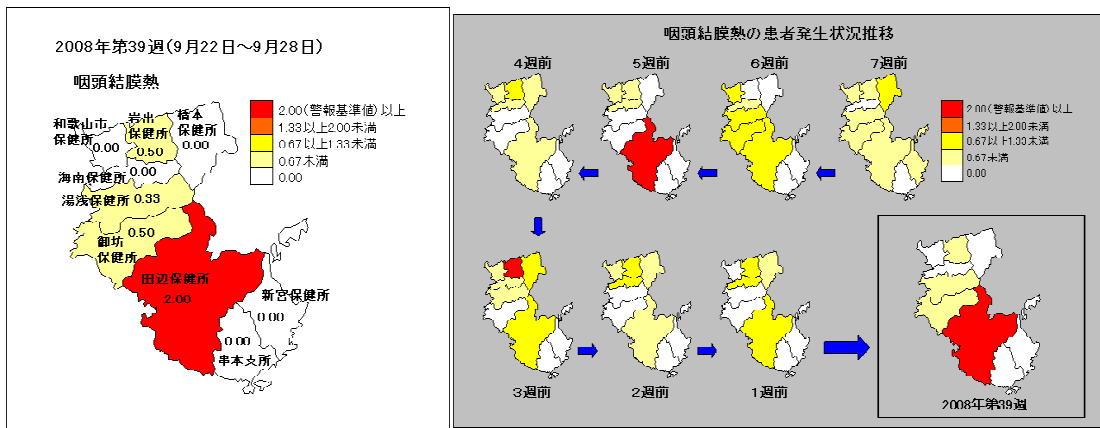 2008年第39週(9月22日～9月28日)
咽頭結膜熱
2.00(警報基準値)以上
1.33以上2.00未満
0.67以上1.33未満
0.67未満
0.00
和歌山市
保健所
0.00
岩出
保健所
0.50
橋本
保健所
0.00
海南保健所
0.00
湯浅保健所
0.33
御坊
保健所
0.50
田辺保健所
2.00
新宮保健所
0.00
0.00
串本支所
咽頭結膜熱の患者発生状況推移
4週前
5週前
6週前
7週前
2.00(警報基準値)以上
1.33以上2.00未満
0.67以上1.33未満
0.67未満
0.00
3週前
2週前
1週前
2008年第39週